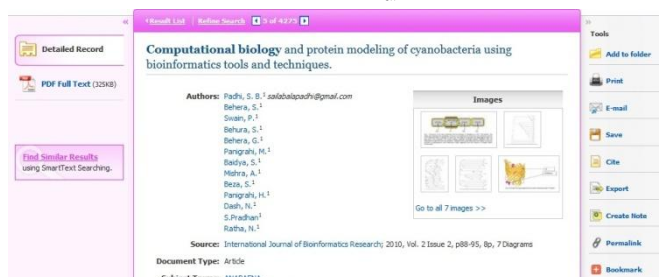 Result List | Refine Search 5 of 4275
Detailed Record
PDF Full Text (325KB)
Find Similar Results
using SmartText Searching.
Computational biology and protein modeling of cyanobacteria using
bioinformatics tools and techniques.
Authors: Padhi, S. B.¹ sailabalapadhi@gmail.com
Behera, S.¹
Swain, P.¹
Behura, S.¹
Behera, G.¹
Panigrahi, M.¹
Baidya, S.¹
Mishra, A.¹
Beza, S.¹
Panigrahi, H.¹
Dash, N.¹
S.Pradhan¹
Ratha, N.¹
Images
Go to all 7 images >>
Source: International Journal of Bioinformatics Research; 2010, Vol. 2 Issue 2, p88-95, 8p, 7 Diagrams
Document Type: Article
Tools
Add to folder
Print
E-mail
Save
Cite
Export
Create Note
Permalink
Bookmark